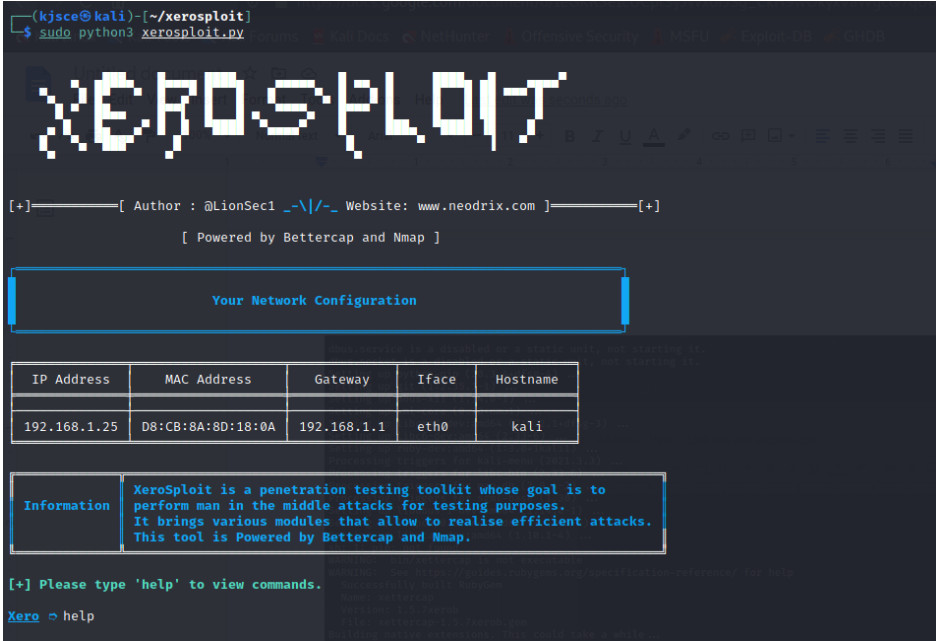 (kjsce㉿kali)-[~/xerosploit]
$ sudo python3 xerosploit.py
XEROSPLOIT
[+]═══════════[ Author : @LionSec1 _-\|/-_ Website: www.neodrix.com ]═══════════[+]
[ Powered by Bettercap and Nmap ]
Your Network Configuration
IP Address MAC Address Gateway Iface Hostname
192.168.1.25 D8:CB:8A:8D:18:0A 192.168.1.1 eth0 kali
Information
XeroSploit is a penetration testing toolkit whose goal is to
perform man in the middle attacks for testing purposes.
It brings various modules that allow to realise efficient attacks.
This tool is Powered by Bettercap and Nmap.
[+] Please type 'help' to view commands.
Xero ➮ help